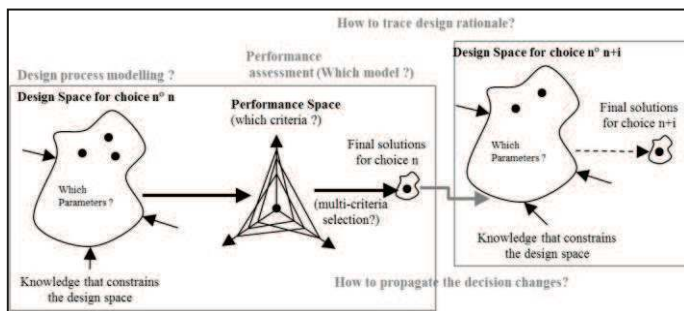 How to trace design rationale?
Design process modelling ?
Performance
assessment (Which model ?)
Design Space for choice n° n
Performance Space
(which criteria ?)
Which
Parameters ?
Final solutions
for choice n
(multi-criteria
selection?)
Knowledge that constrains
the design space
Design Space for choice n° n+i
Which
Parameters ?
Final solutions
for choice n+i
Knowledge that constrains
the design space
How to propagate the decision changes?